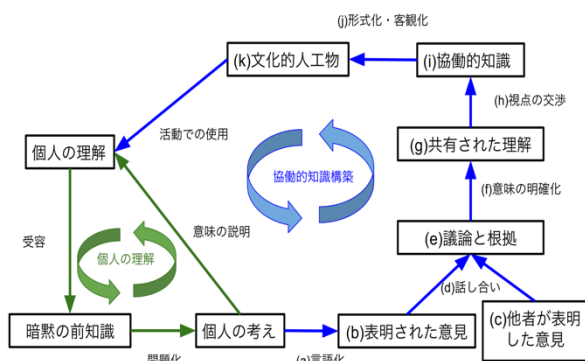 (j)形式化・客観化
(k)文化的人工物
(i)協働的知識
(h)視点の交渉
活動での使用
個人の理解
協働的知識構築
(g)共有された理解
(f)意味の明確化
受容
個人の理解
意味の説明
(e)議論と根拠
(d)話し合い
暗黙の前知識
個人の考え
(b)表明された意見
(c)他者が表明
した意見
問題化
(a)言語化